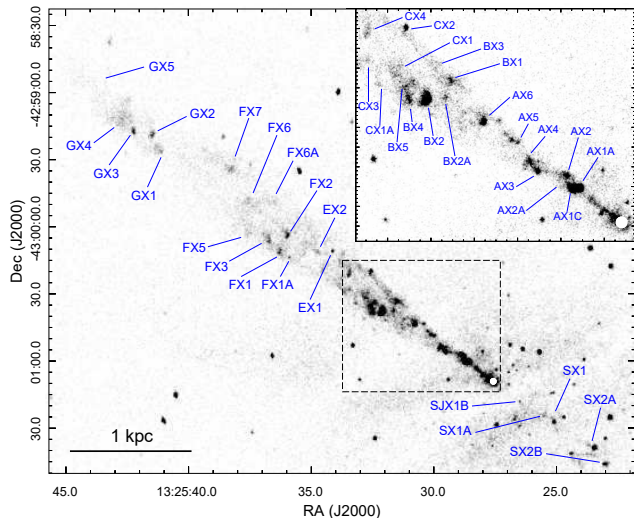 58:30.0
-42:59:00.0
30.0
-43:00:00.0
30.0
01:00.0
30.0
Dec (J2000)
GX5
GX2
GX4
GX3
GX1
FX7
FX6
FX6A
FX2
EX2
FX5
FX3
FX1
FX1A
EX1
CX4
CX2
CX1
BX3
BX1
CX3
CX1A
BX5
BX4
BX2
BX2A
AX6
AX5
AX4
AX2
AX1A
AX3
AX2A
AX1C
SJX1B
SX1
SX2A
SX1A
SX2B
1 kpc
45.0
13:25:40.0
35.0
30.0
25.0
RA (J2000)